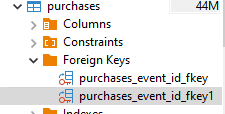 purchases 44M
Columns
Constraints
Foreign Keys
purchases_event_id_fkey
purchases_event_id_fkey1
Indexes